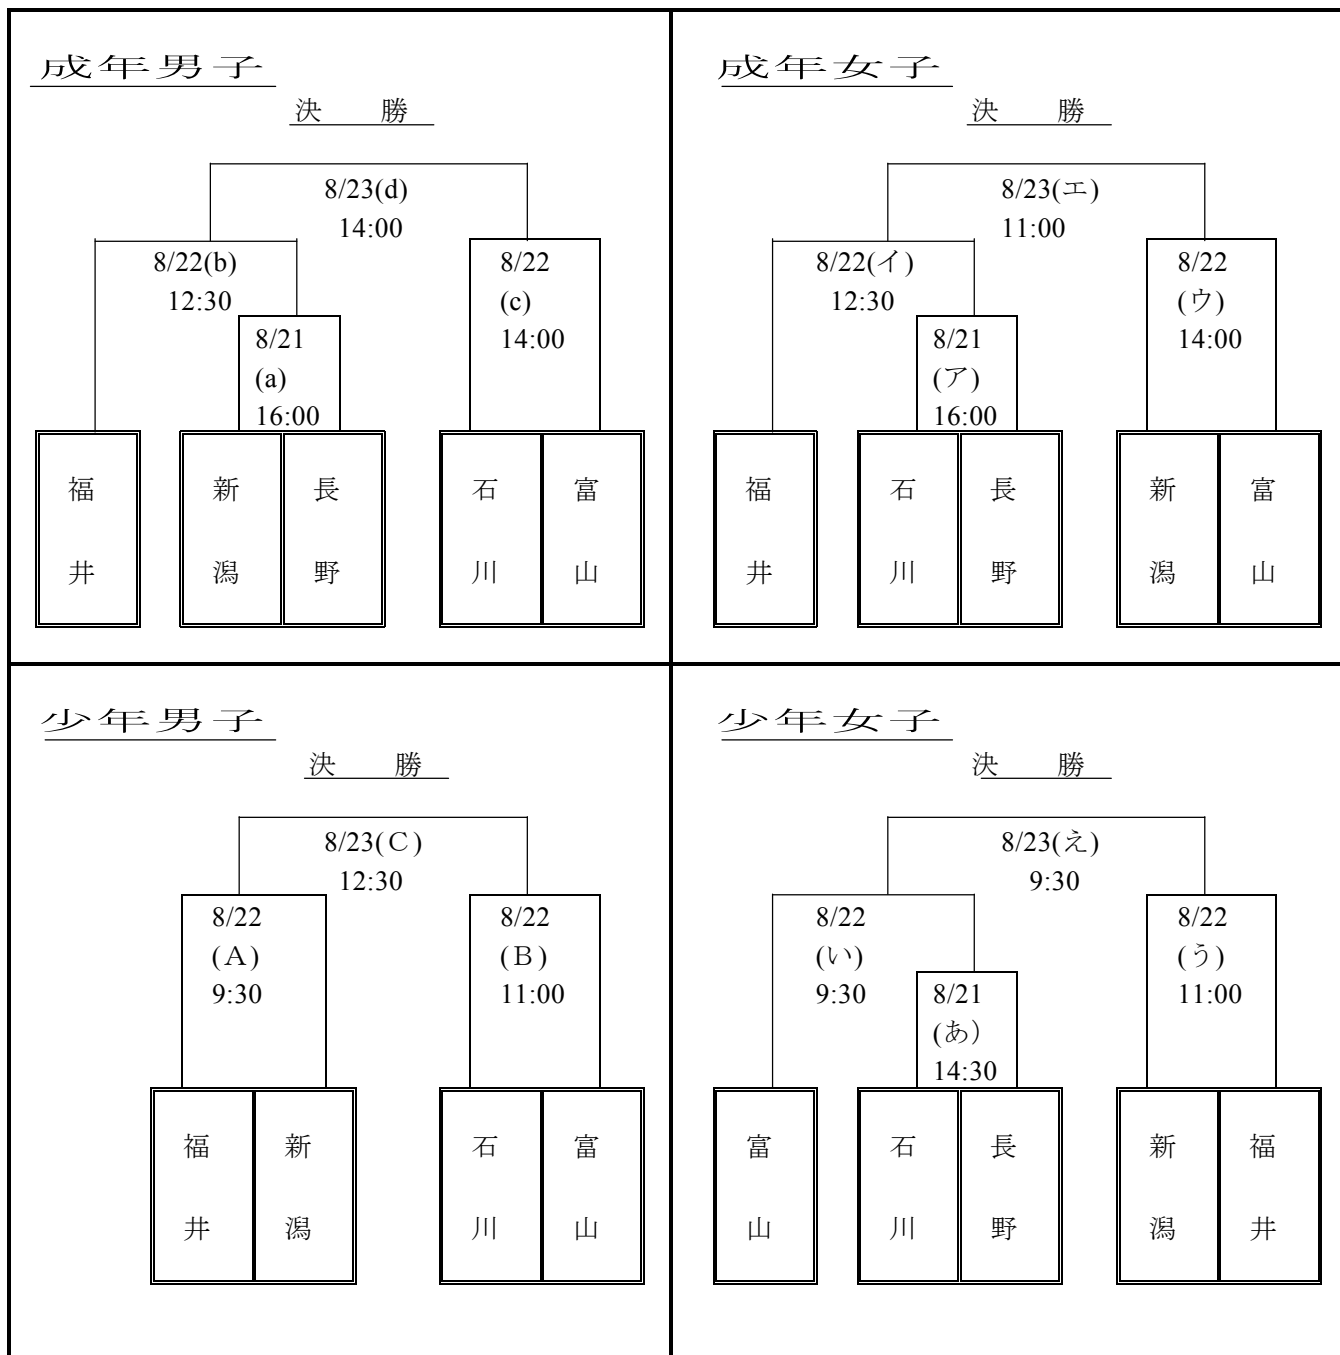 成年男子
決 勝
8/23(d)
14:00
8/22(b)
12:30
8/22
(c)
14:00
8/21
(a)
16:00
福井
新潟
長野
石川
富山
成年女子
決 勝
8/23(エ)
11:00
8/22(イ)
12:30
8/22
(ウ)
14:00
8/21
(ア)
16:00
福井
石川
長野
新潟
富山
少年男子
決 勝
8/23(Ｃ)
12:30
8/22
(Ａ)
9:30
8/22
(Ｂ)
11:00
福井
新潟
石川
富山
少年女子
決 勝
8/23(え)
9:30
8/22
(い)
9:30
8/22
(う)
11:00
8/21
(あ）
14:30
富山
石川
長野
新潟
福井